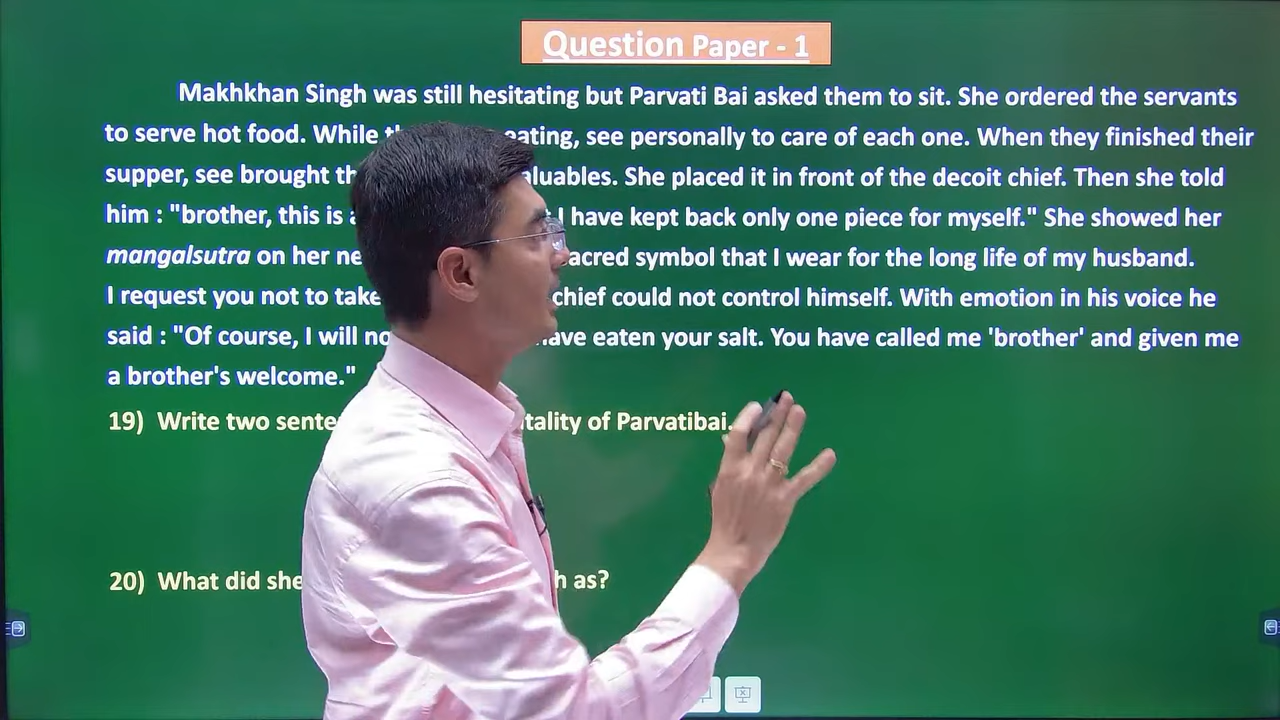 Question Paper - 1
Makhkhan Singh was still hesitating but Parvati Bai asked them to sit. She ordered the servants
to serve hot food. While eating, see personally to care of each one. When they finished their
supper, see brought She placed it in front of the decoit chief. Then she told
him : "brother, this is I have kept back only one piece for myself." She showed her
mangalsutra on her symbol that I wear for the long life of my husband.
I request you not to take chief could not control himself. With emotion in his voice he
said : "Of course, I will have eaten your salt. You have called me 'brother' and given me
a brother's welcome."
19) Write two of Parvatibai.
20) What did she as?